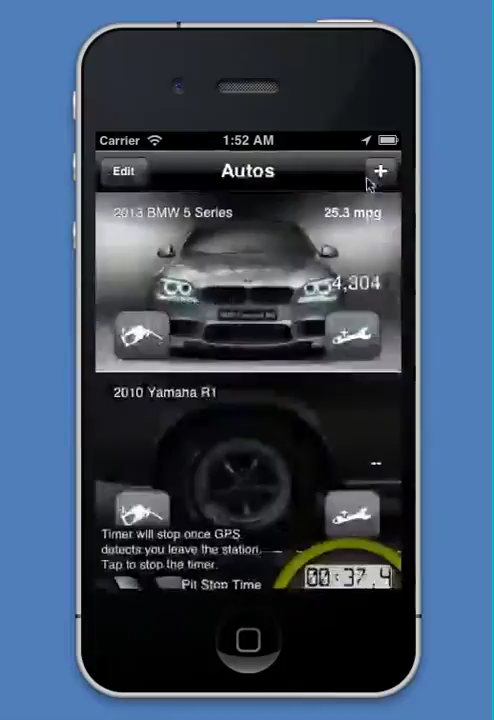 Carrier 1:52 AM
Edit Autos +
2013 BMW 5 Series 25.3 mpg
4,304
2010 Yamaha R1
--
Timer will stop once GPS
detects you leave the station.
Tap to stop the timer.
Pit Stop Time 00:37.4